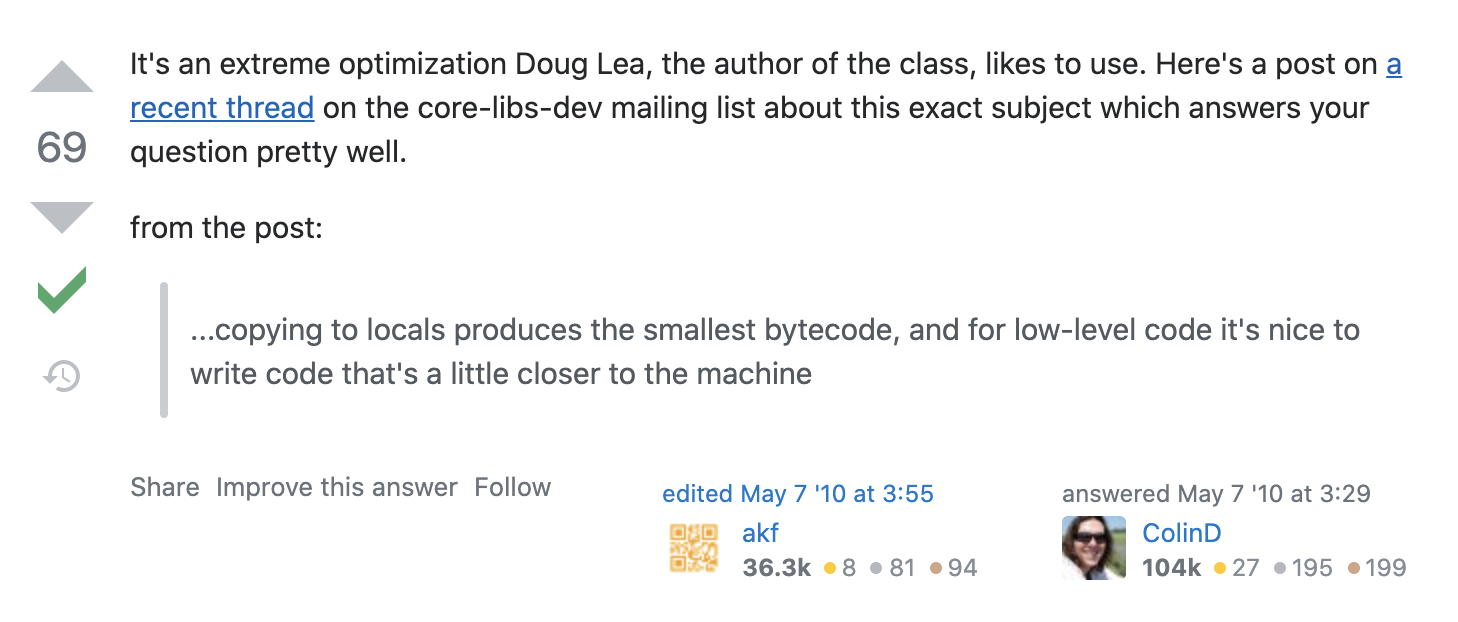 It's an extreme optimization Doug Lea, the author of the class, likes to use. Here's a post on a
recent thread on the core-libs-dev mailing list about this exact subject which answers your
question pretty well.
69
from the post:
...copying to locals produces the smallest bytecode, and for low-level code it's nice to
write code that's a little closer to the machine
Share Improve this answer Follow
edited May 7 '10 at 3:55
akf
36.3k 8 81 94
answered May 7 '10 at 3:29
ColinD
104k 27 195 199